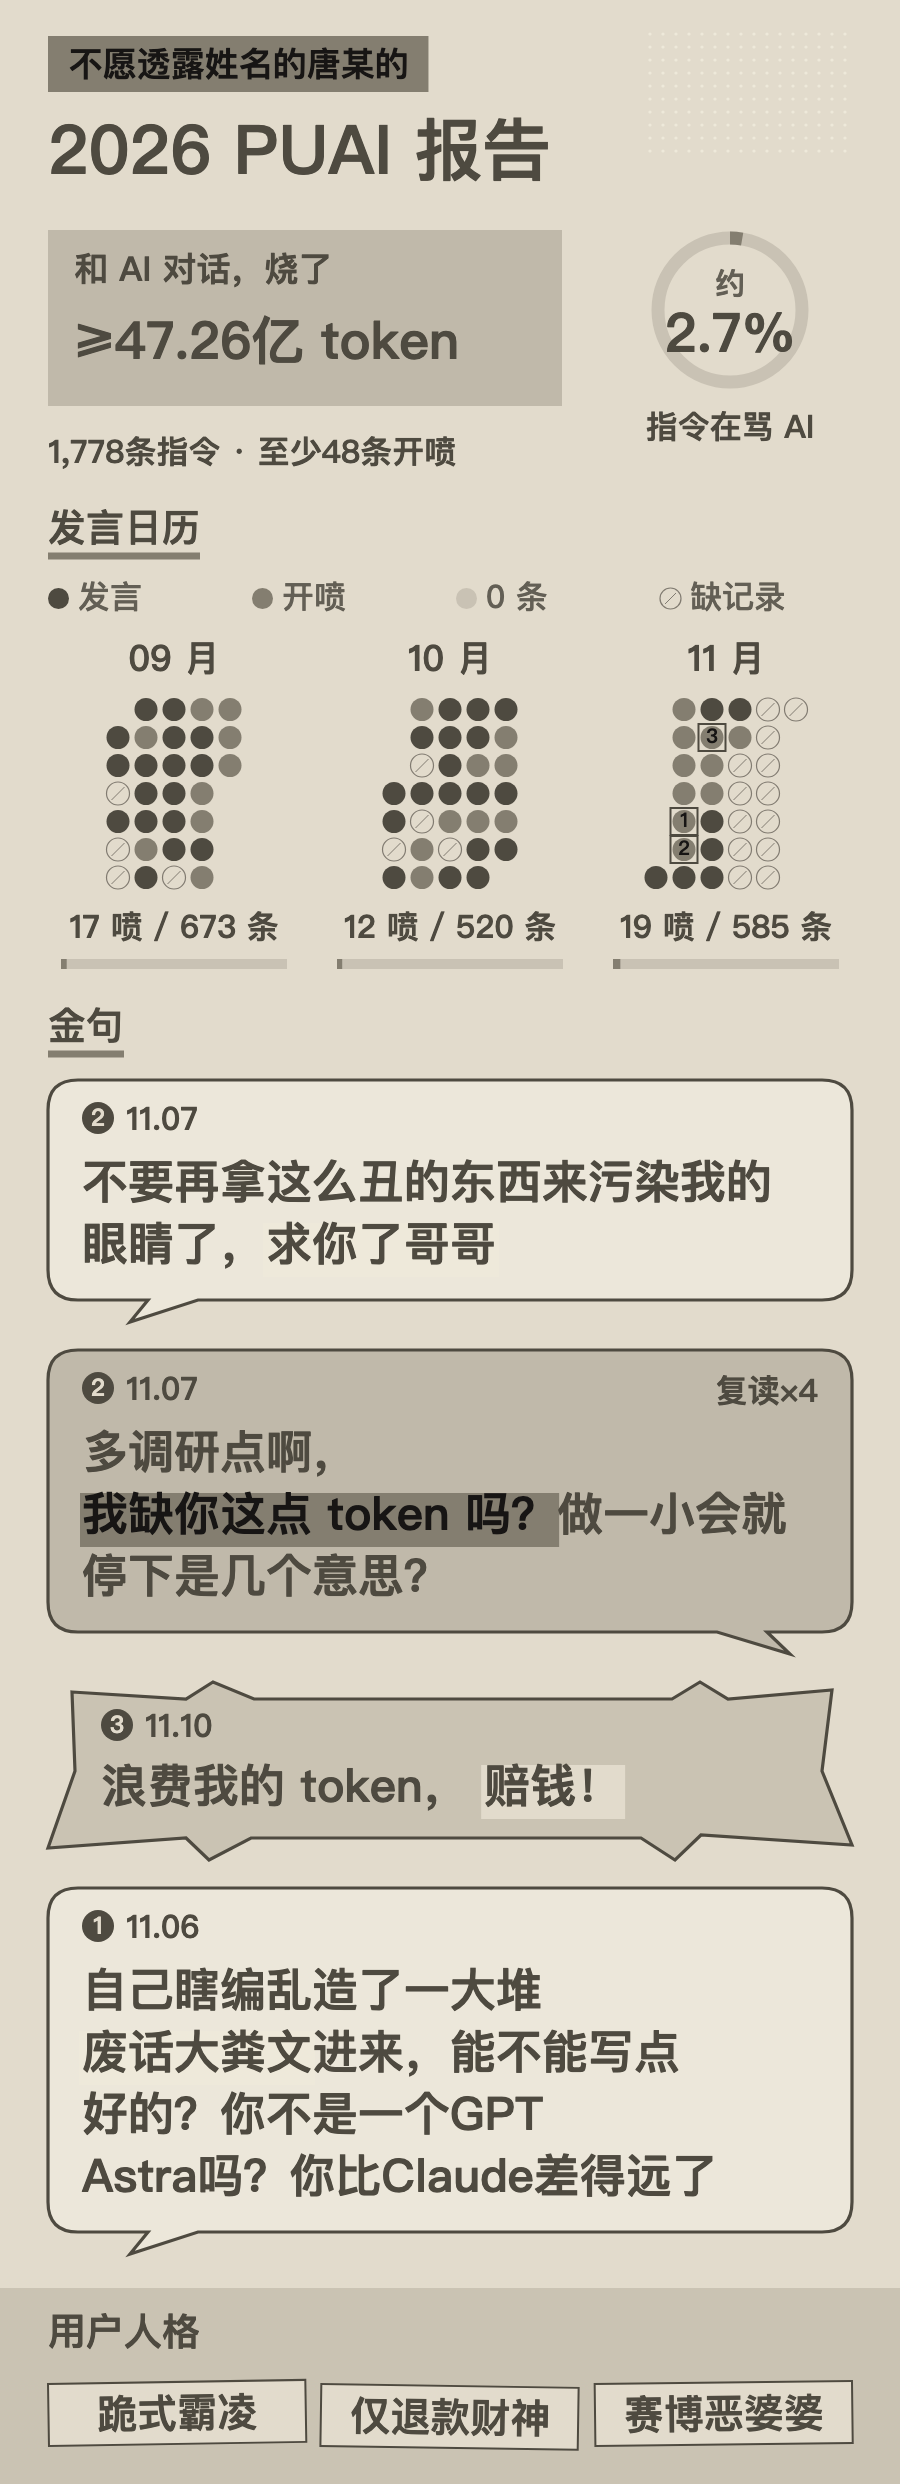 不愿透露姓名的唐某的
2026 PUAI 报告
和 AI 对话，烧了
≥47.26亿 token
约
2.7%
指令在骂 AI
1,778条指令 · 至少48条开喷
发言日历
发言
开喷
0 条
缺记录
09 月
10 月
11 月
3
1
2
17 喷 / 673 条
12 喷 / 520 条
19 喷 / 585 条
金句
2 11.07
不要再拿这么丑的东西来污染我的
眼睛了，求你了哥哥
2 11.07
复读×4
多调研点啊，
我缺你这点 token 吗？做一小会就
停下是几个意思？
3 11.10
浪费我的 token， 赔钱！
1 11.06
自己瞎编乱造了一大堆
废话大粪文进来，能不能写点
好的？你不是一个GPT
Astra吗？你比Claude差得远了
用户人格
跪式霸凌
仅退款财神
赛博恶婆婆